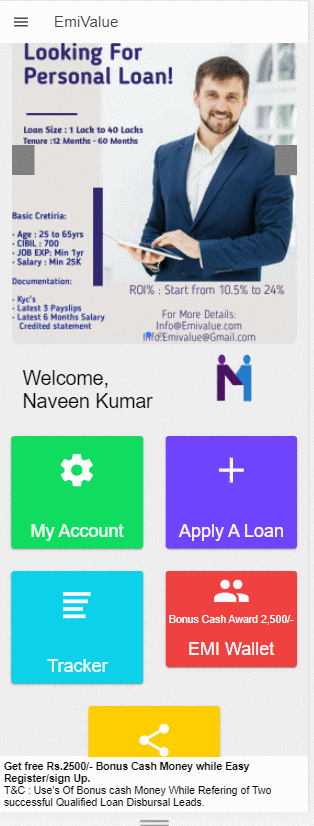 EmiValue
Looking For
Personal Loan!
Loan Size : 1 Lack to 40 Lacks
Tenure :12 Months - 60 Months
Basic Cretiria:
- Age : 25 to 65yrs
- CIBIL : 700
- JOB EXP: Min 1yr
- Salary : Min 25K
Documentation:
- Kyc's
- Latest 3 Payslips
- Latest 6 Months Salary
Credited statement
ROI% : Start from 10.5% to 24%
For More Details:
Info@Emivalue.com
Info.Emivalue@Gmail.com
Welcome,
Naveen Kumar
My Account
Apply A Loan
Tracker
Bonus Cash Award 2,500/-
EMI Wallet
Get free Rs.2500/- Bonus Cash Money while Easy
Register/sign Up.
T&C : Use's Of Bonus cash Money While Refering of Two
successful Qualified Loan Disbursal Leads.